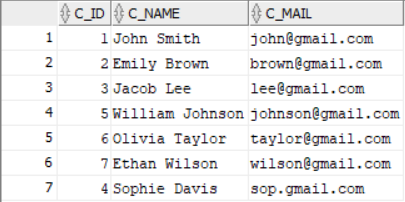 C_ID C_NAME C_MAIL
1 1 John Smith john@gmail.com
2 2 Emily Brown brown@gmail.com
3 3 Jacob Lee lee@gmail.com
4 5 William Johnson johnson@gmail.com
5 6 Olivia Taylor taylor@gmail.com
6 7 Ethan Wilson wilson@gmail.com
7 4 Sophie Davis sop.gmail.com